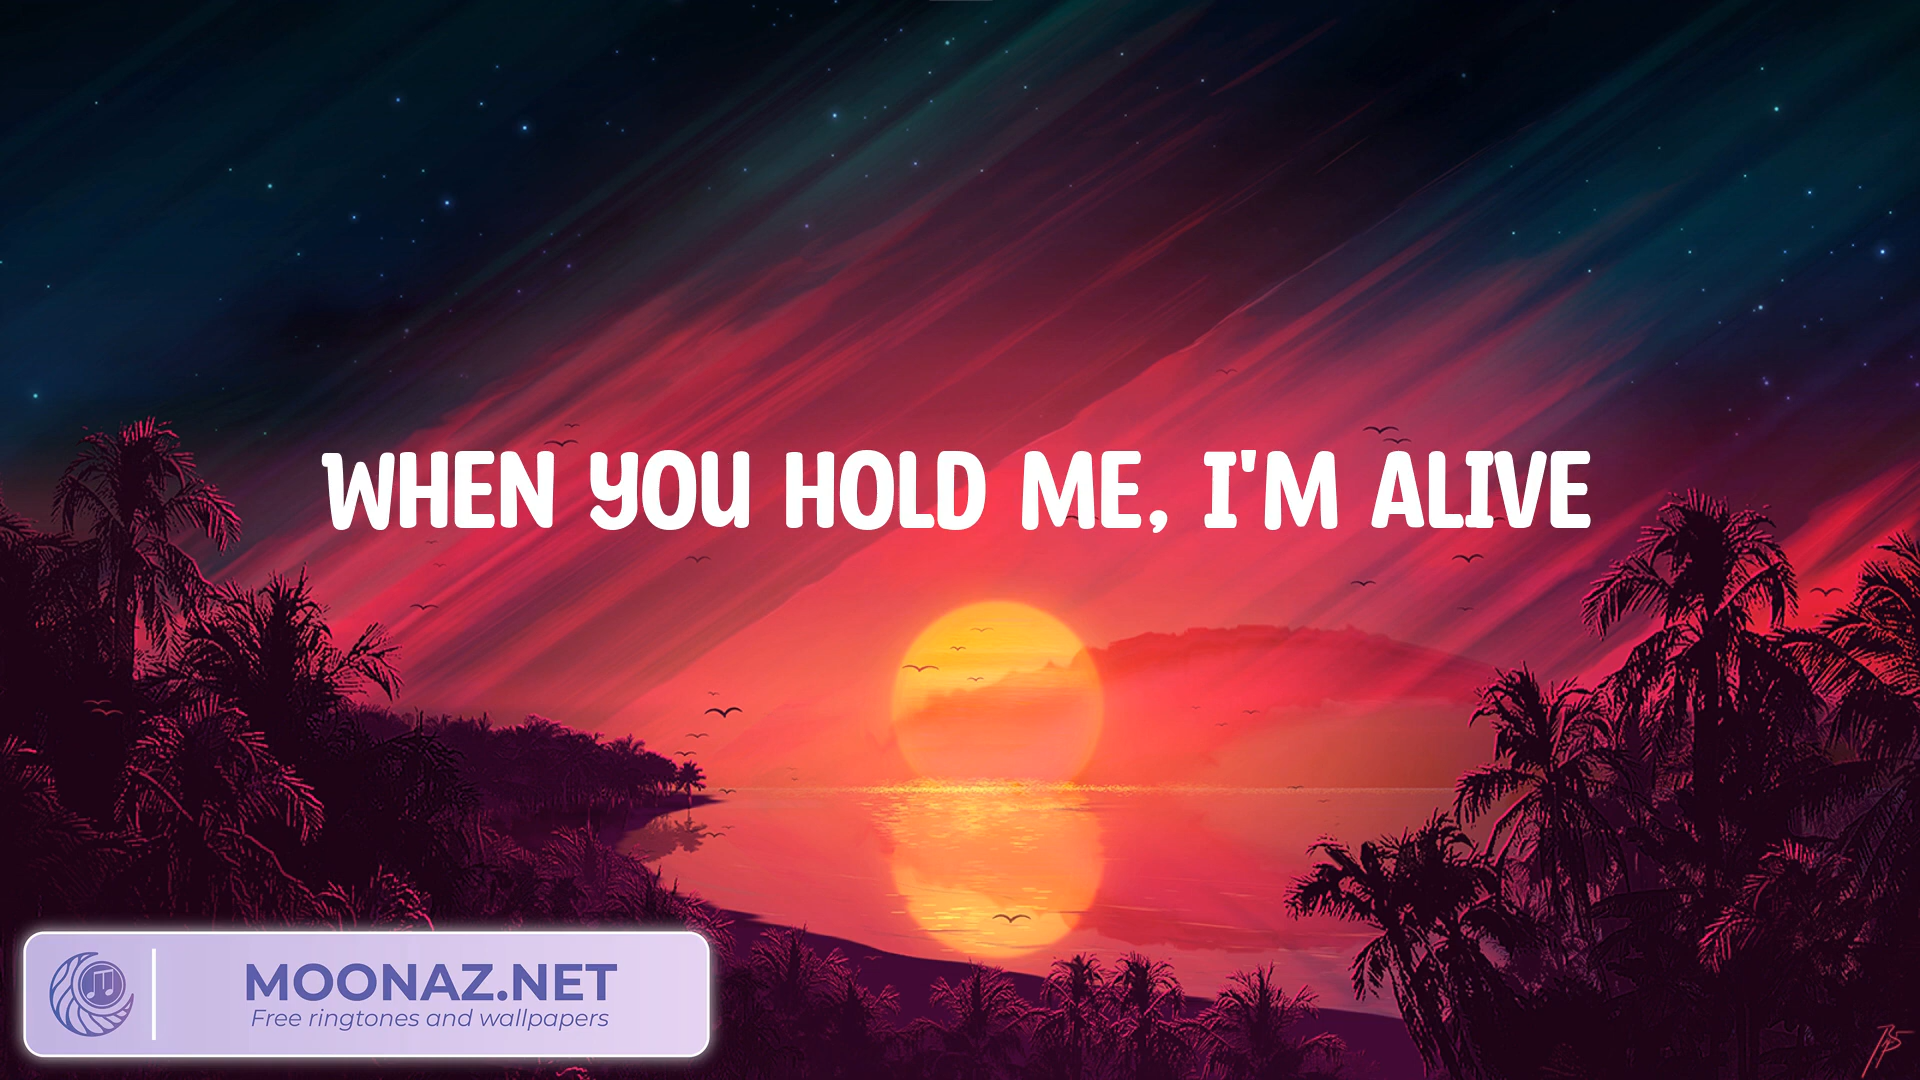 WHEN YOU HOLD ME, I'M ALIVE
MOONAZ.NET
Free ringtones and wallpapers